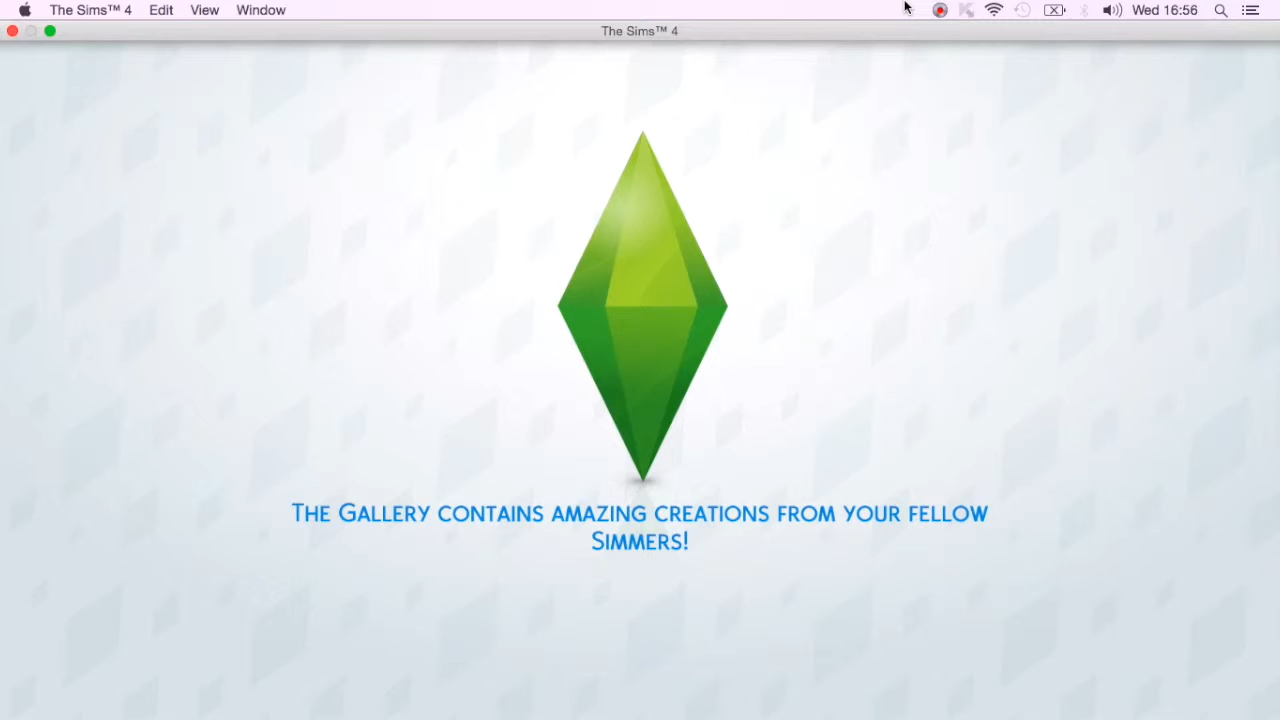 The Sims™ 4 Edit View Window Wed 16:56
The Sims™ 4
The Gallery contains amazing creations from your fellow
Simmers!